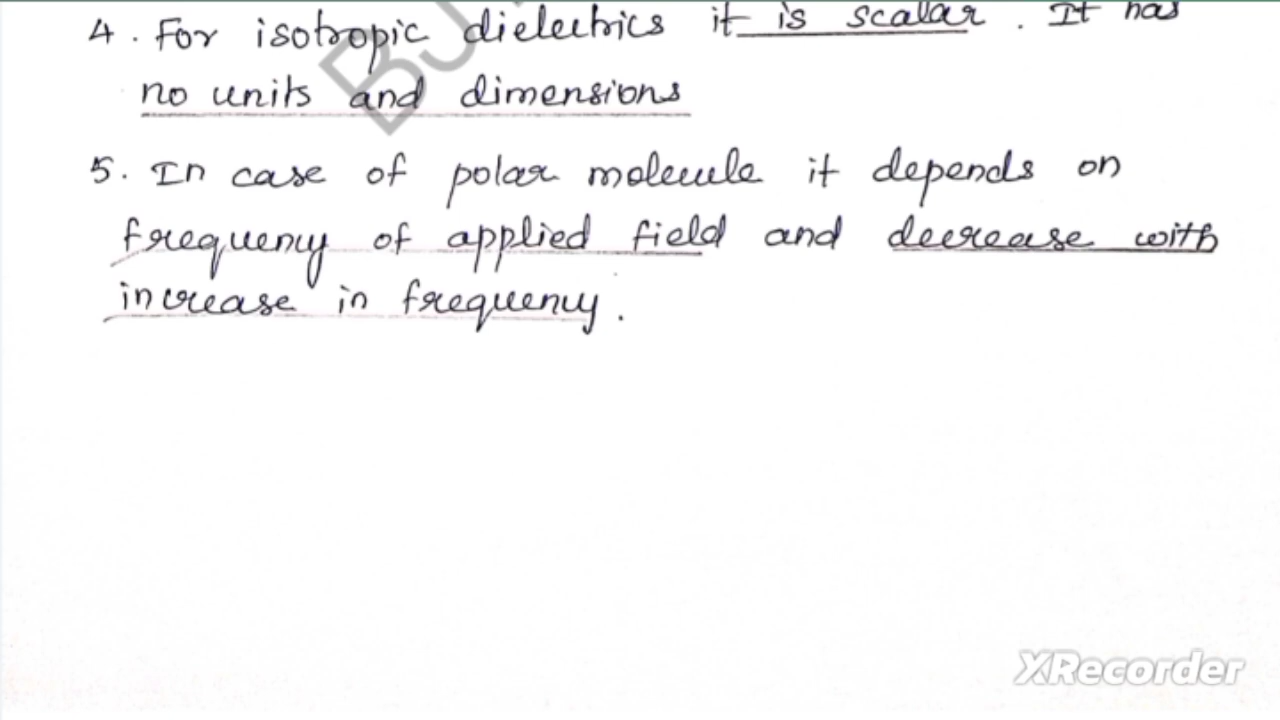 4. For isotropic dielectrics it is scalar. It has
no units and dimensions
5. In case of polar molecule it depends on
frequency of applied field and decrease with
increase in frequency.
XRecorder